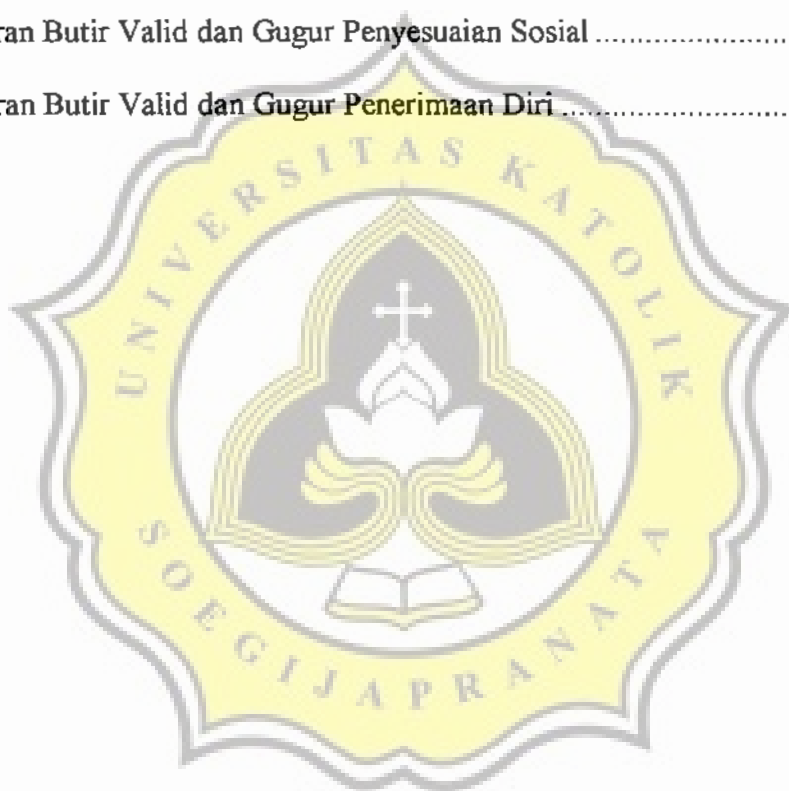 ran Butir Valid dan Gugur Penyesuaian Sosial ........................
ran Butir Valid dan Gugur Penerimaan Diri ............................
UNIVERSITAS KATOLIK
SOEGIJAPRANATA